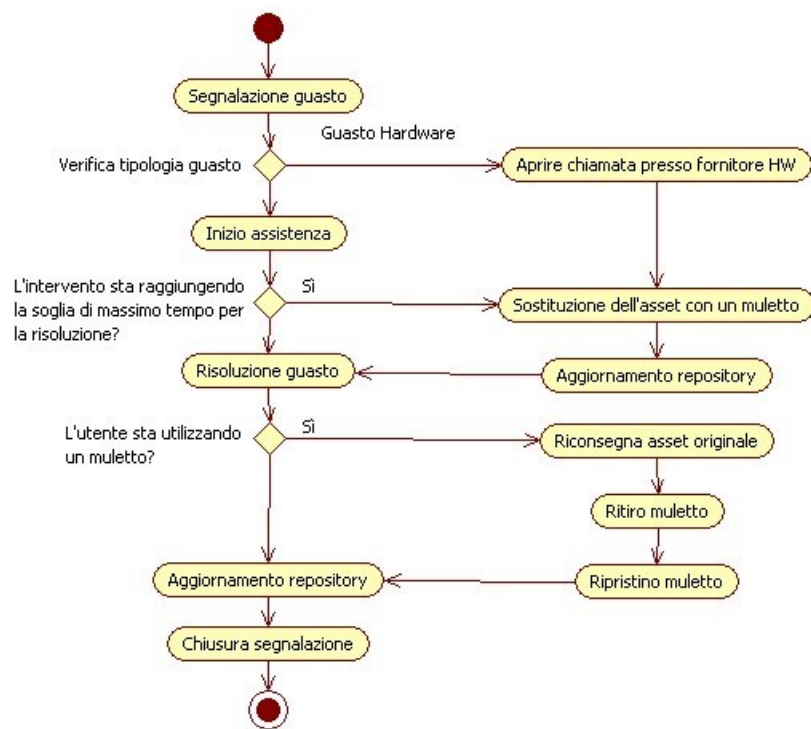 Segnalazione guasto
Guasto Hardware
Verifica tipologia guasto
Aprire chiamata presso fornitore HW
Inizio assistenza
L'intervento sta raggiungendo
la soglia di massimo tempo per
la risoluzione?
Sì
Sostituzione dell'asset con un muletto
Risoluzione guasto
Aggiornamento repository
L'utente sta utilizzando
un muletto?
Sì
Riconsegna asset originale
Ritiro muletto
Aggiornamento repository
Ripristino muletto
Chiusura segnalazione